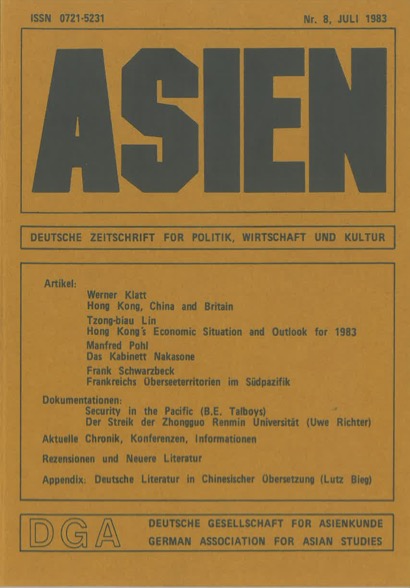 ISSN 0721-5231 Nr. 8, JULI 1983
ASIEN
DEUTSCHE ZEITSCHRIFT FÜR POLITIK, WIRTSCHAFT UND KULTUR
Artikel:
Werner Klatt
Hong Kong, China and Britain
Tzong-biau Lin
Hong Kong's Economic Situation and Outlook for 1983
Manfred Pohl
Das Kabinett Nakasone
Frank Schwarzbeck
Frankreichs Überseeterritorien im Südpazifik
Dokumentationen:
Security in the Pacific (B.E. Talboys)
Der Streik der Zhongguo Renmin Universität (Uwe Richter)
Aktuelle Chronik, Konferenzen, Informationen
Rezensionen und Neuere Literatur
Appendix: Deutsche Literatur in Chinesischer Übersetzung (Lutz Bieg)
DGA
DEUTSCHE GESELLSCHAFT FÜR ASIENKUNDE
GERMAN ASSOCIATION FOR ASIAN STUDIES